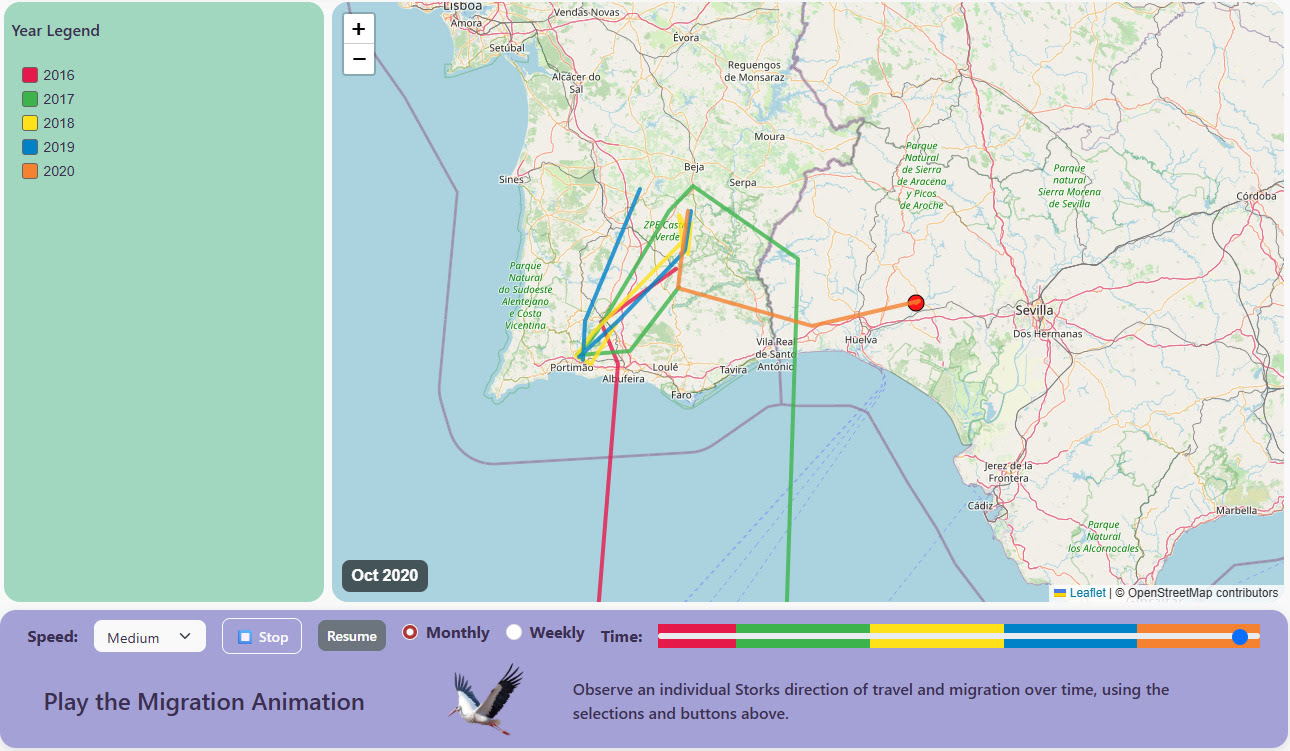 Year Legend
2016
2017
2018
2019
2020
+
−
Lisboa
Amora
Setúbal
Vendas Novas
Évora
Alcácer do
Sal
Reguengos
de Monsaraz
Moura
Beja
Serpa
Sines
ZPE Cast
Verde
Parque
Natural
do Sudoeste
Alentejano
e Costa
Vicentina
Parque
Natural
de Sierra
de Aracena
y Picos
de Aroche
Parque
natural
Sierra Morena
de Sevilla
Córdoba
Sevilla
Dos Hermanas
Huelva
Vila Real
de Santo
António
Portimão
Albufeira
Loulé
Tavira
Faro
Jerez de la
Frontera
Cádiz
Marbella
Parque
Natural
los Alcornocales
Oct 2020
Leaflet | © OpenStreetMap contributors
Speed: Medium Stop Resume Monthly Weekly Time:
Play the Migration Animation
Observe an individual Storks direction of travel and migration over time, using the
selections and buttons above.